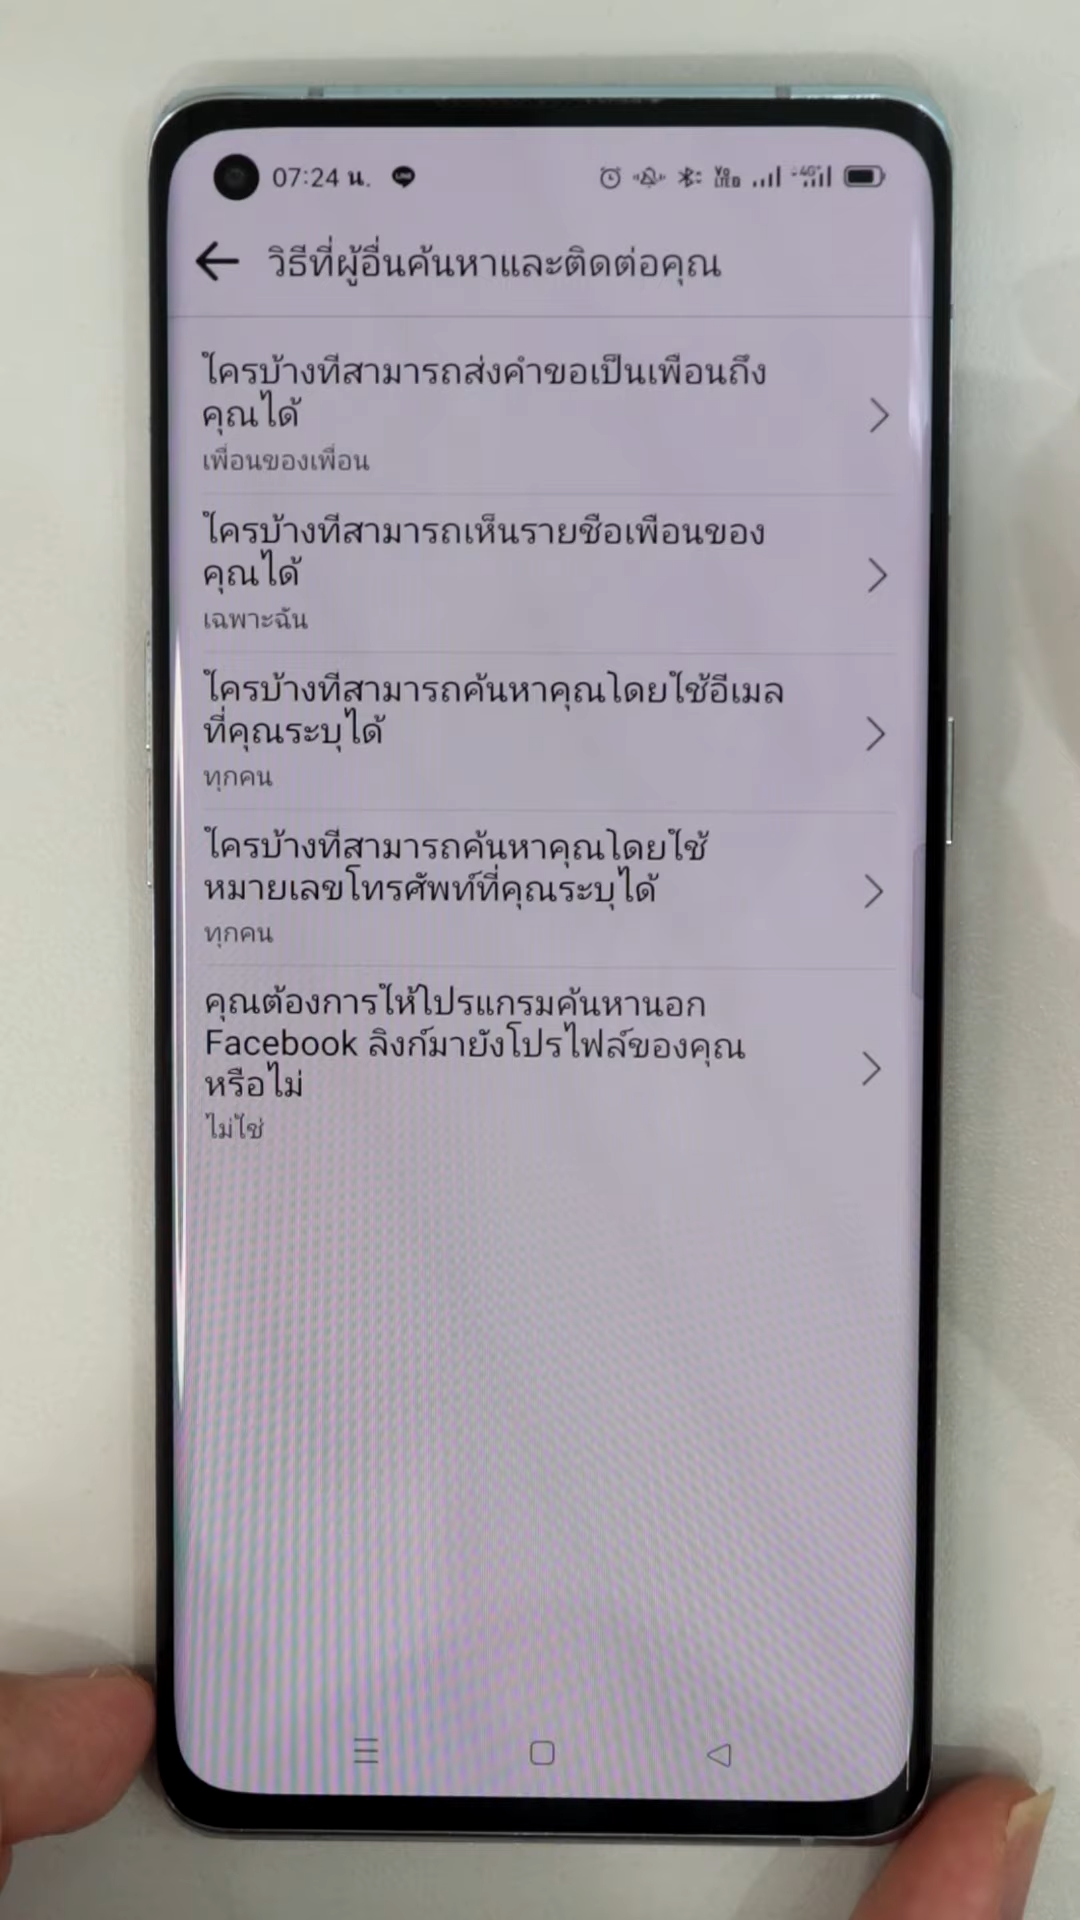 07:24 น.
วิธีที่ผู้อื่นค้นหาและติดต่อคุณ
ใครบ้างที่สามารถส่งคำขอเป็นเพื่อนถึง
คุณได้
เพื่อนของเพื่อน
ใครบ้างที่สามารถเห็นรายชื่อเพื่อนของ
คุณได้
เฉพาะฉัน
ใครบ้างที่สามารถค้นหาคุณโดยใช้อีเมล
ที่คุณระบุได้
ทุกคน
ใครบ้างที่สามารถค้นหาคุณโดยใช้
หมายเลขโทรศัพท์ที่คุณระบุได้
ทุกคน
คุณต้องการให้โปรแกรมค้นหานอก
Facebook ลิงก์มายังโปรไฟล์ของคุณ
หรือไม่
ไม่ใช่